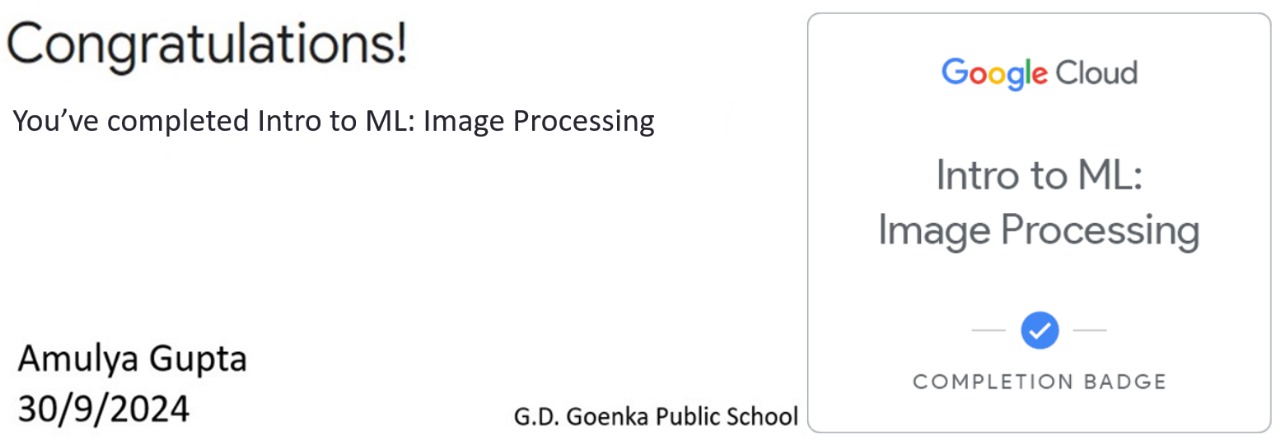 Congratulations!
You’ve completed Intro to ML: Image Processing
Amulya Gupta
30/9/2024
G.D. Goenka Public School
Google Cloud
Intro to ML:
Image Processing
COMPLETION BADGE